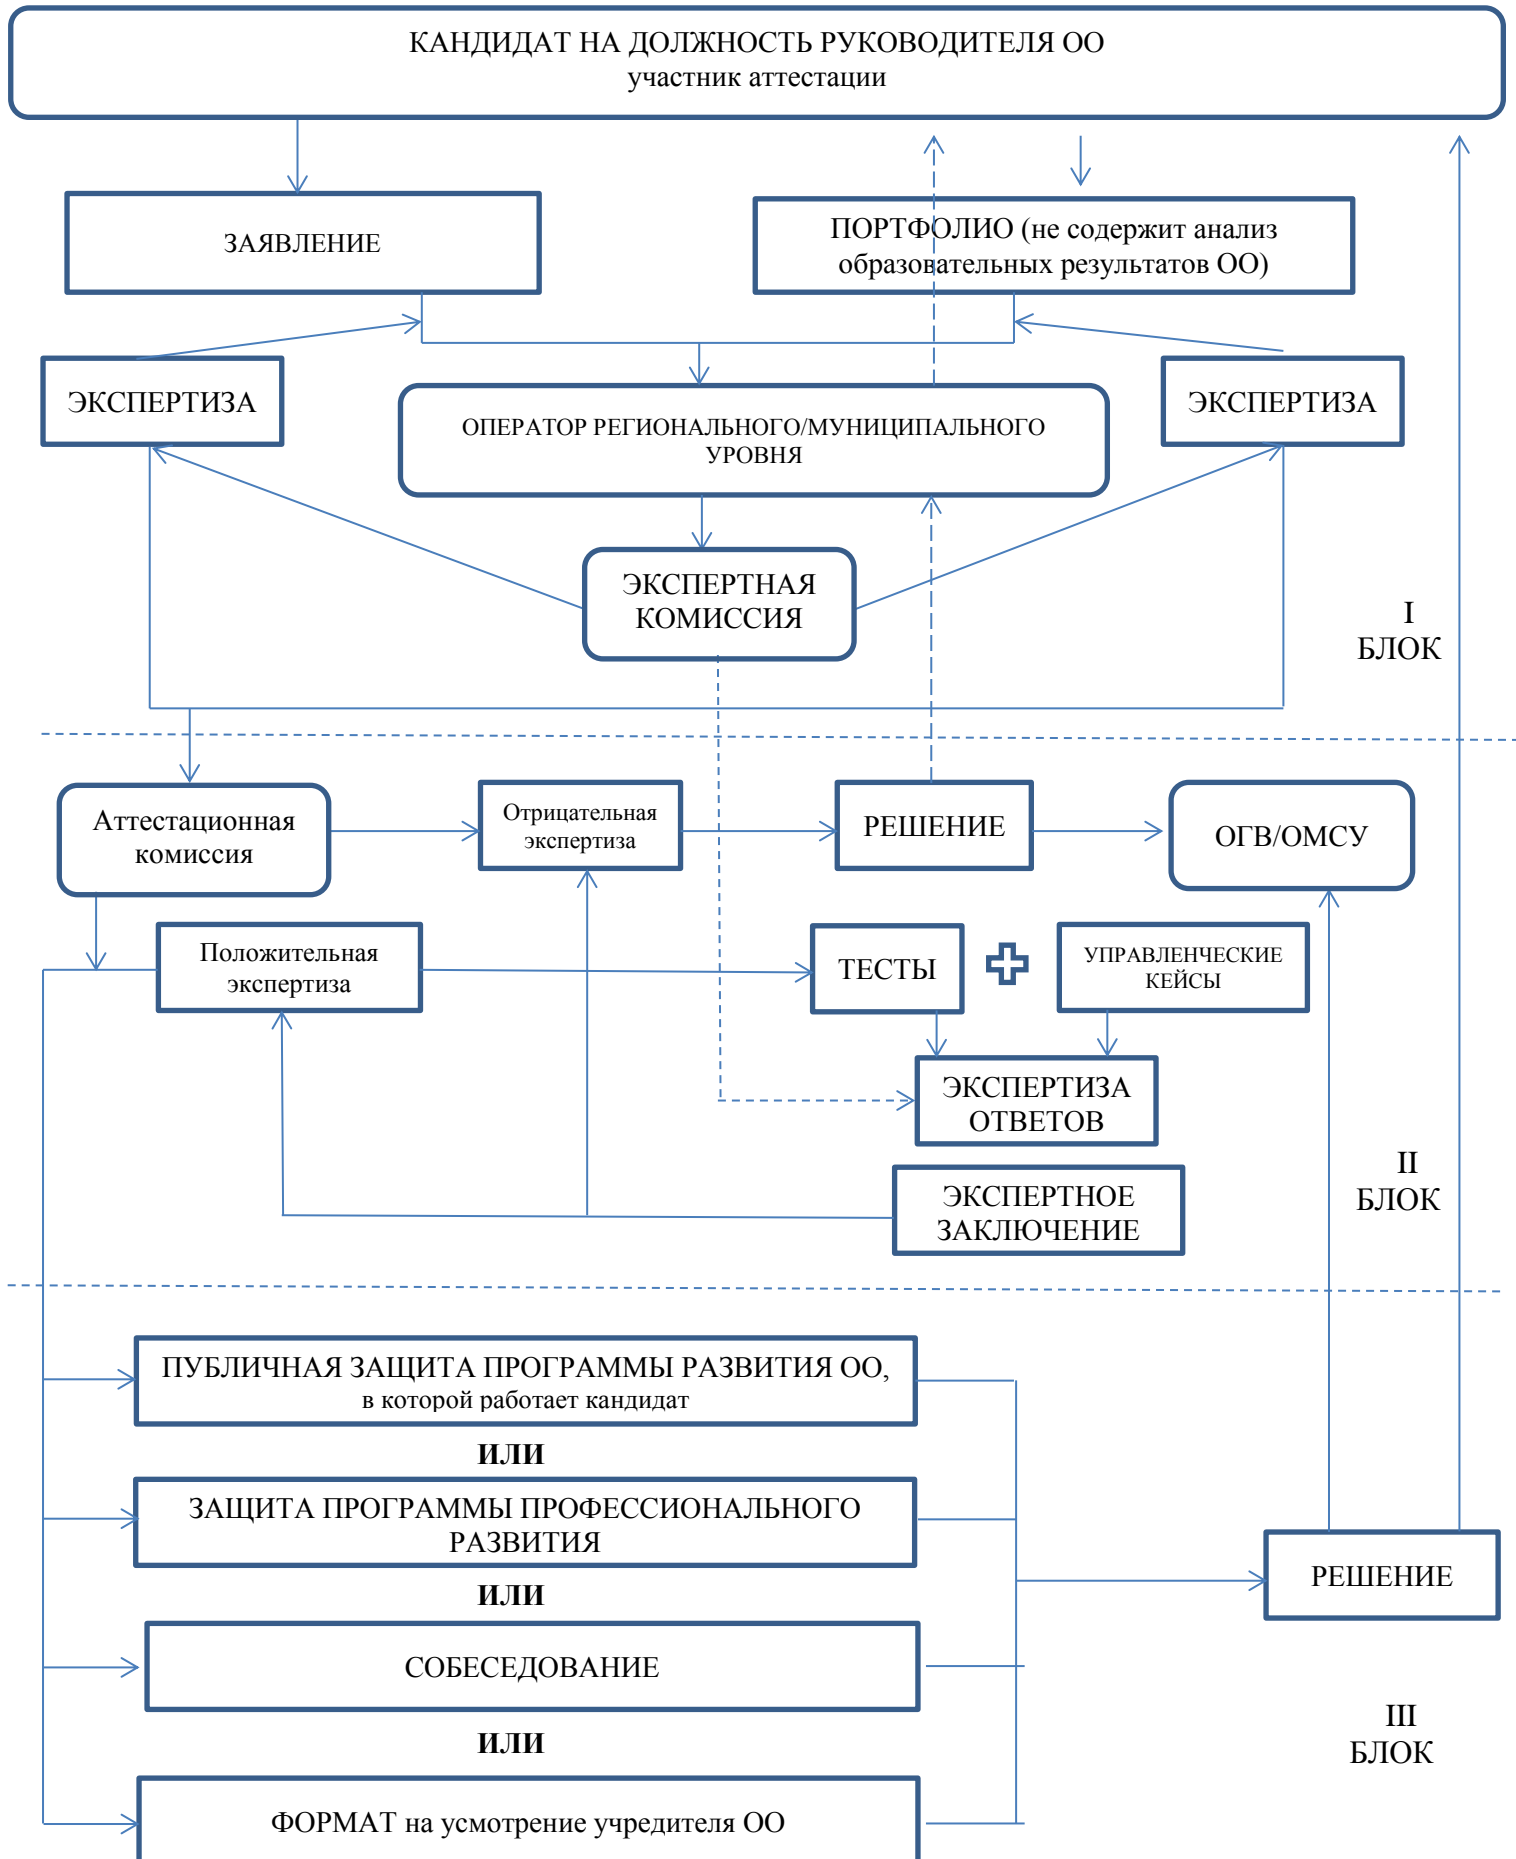 КАНДИДАТ НА ДОЛЖНОСТЬ РУКОВОДИТЕЛЯ ОО
участник аттестации
ЗАЯВЛЕНИЕ
ПОРТФОЛИО (не содержит анализ
образовательных результатов ОО)
ЭКСПЕРТИЗА
ОПЕРАТОР РЕГИОНАЛЬНОГО/МУНИЦИПАЛЬНОГО
УРОВНЯ
ЭКСПЕРТИЗА
ЭКСПЕРТНАЯ
КОМИССИЯ
I
БЛОК
Аттестационная
комиссия
Отрицательная
экспертиза
РЕШЕНИЕ
ОГВ/ОМСУ
Положительная
экспертиза
ТЕСТЫ
УПРАВЛЕНЧЕСКИЕ
КЕЙСЫ
ЭКСПЕРТИЗА
ОТВЕТОВ
ЭКСПЕРТНОЕ
ЗАКЛЮЧЕНИЕ
II
БЛОК
ПУБЛИЧНАЯ ЗАЩИТА ПРОГРАММЫ РАЗВИТИЯ ОО,
в которой работает кандидат
ИЛИ
ЗАЩИТА ПРОГРАММЫ ПРОФЕССИОНАЛЬНОГО
РАЗВИТИЯ
ИЛИ
РЕШЕНИЕ
СОБЕСЕДОВАНИЕ
ИЛИ
III
БЛОК
ФОРМАТ на усмотрение учредителя ОО